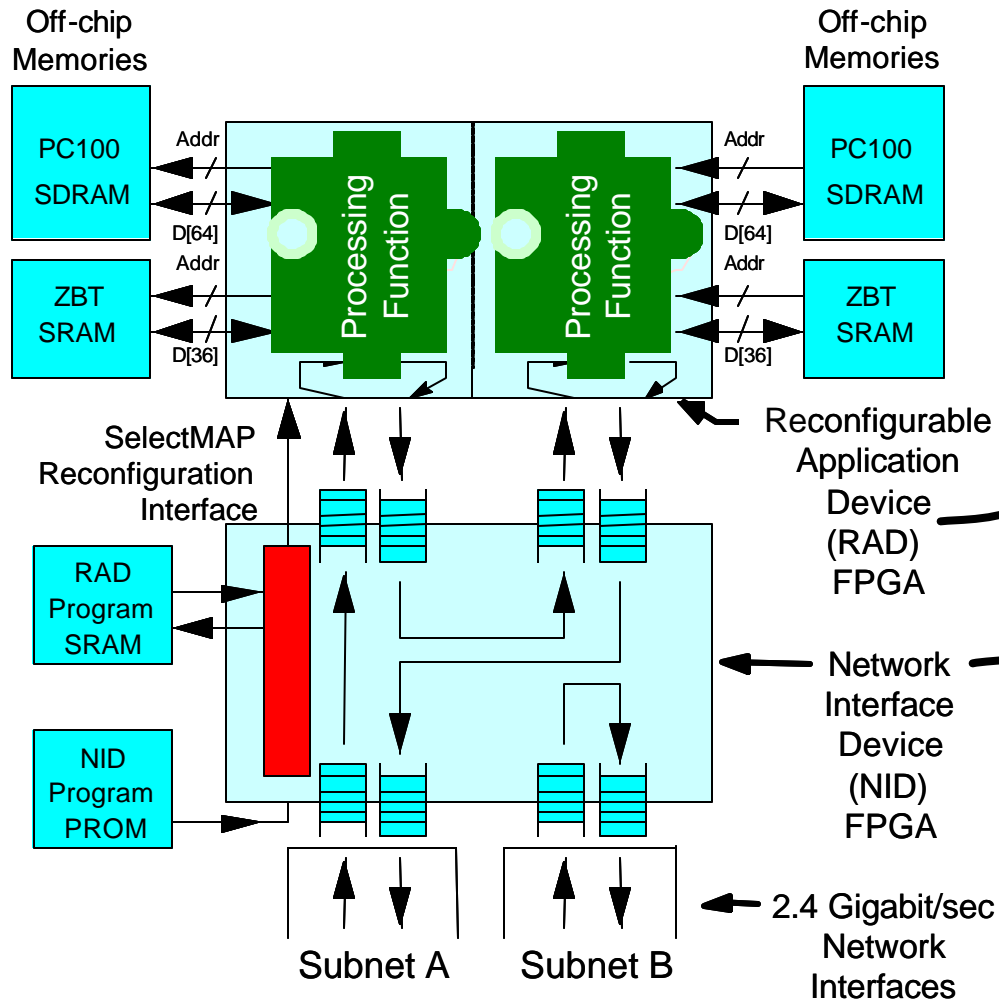 Off-chip
Memories
Off-chip
Memories
PC100
SDRAM
Addr
D[64]
ZBT
SRAM
Addr
D[36]
Processing
Function
Processing
Function
Addr
D[64]
PC100
SDRAM
Addr
D[36]
ZBT
SRAM
SelectMAP
Reconfiguration
Interface
Reconfigurable
Application
Device
(RAD)
FPGA
RAD
Program
SRAM
Network
Interface
Device
(NID)
FPGA
NID
Program
PROM
2.4 Gigabit/sec
Network
Interfaces
Subnet A
Subnet B